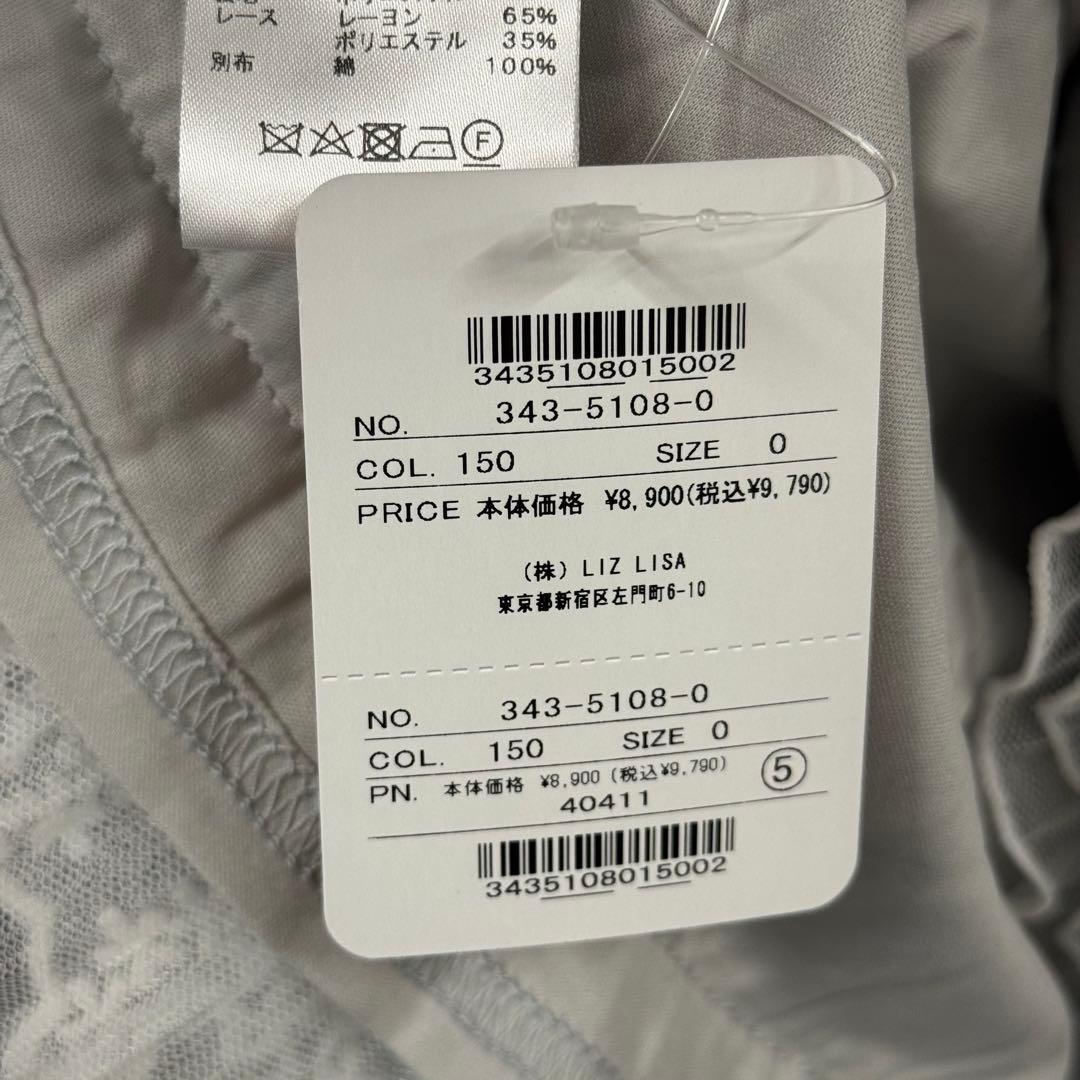 レース レーヨン 65%
ポリエステル 35%
別布 綿 100%
F
3435108015002
NO. 343-5108-0
COL. 150 SIZE 0
PRICE 本体価格 ¥8,900(税込¥9,790)
(株) LIZ LISA
東京都新宿区左門町6-10
NO. 343-5108-0
COL. 150 SIZE 0
PN. 本体価格 ¥8,900 (税込¥9,790) ⑤
40411
3435108015002